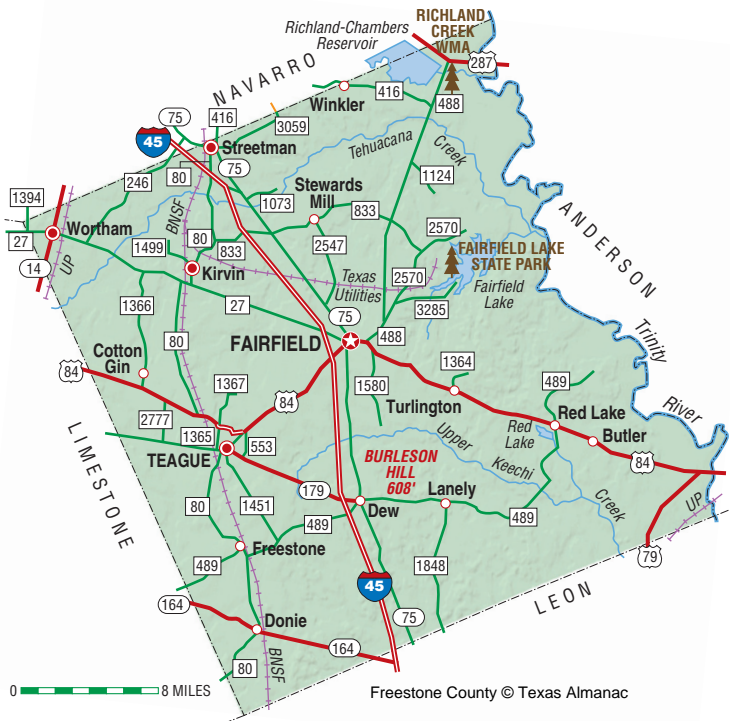 RICHLAND
CREEK
WMA
Richland-Chambers
Reservoir
287
NAVARRO
416
488
Winkler
75
416
3059
45
Streetman
75
Tehuacana
Creek
1124
246
80
1394
BNSF
1073
Stewards
Mill
833
2570
ANDERSON
Wortham
27
14
UP
1499
80
833
2547
FAIRFIELD LAKE
STATE PARK
Kirvin
Texas
Utilities
2570
Fairfield
Lake
3285
1366
27
75
488
Trinity
River
80
FAIRFIELD
Cotton
Gin
84
1367
84
1580
1364
489
Turlington
Red Lake
Red
Lake
Butler
2777
1365
553
TEAGUE
BURLESON
HILL
608'
Upper
Keechi
Creek
84
UP
LIMESTONE
179
Lanely
Dew
80
1451
489
489
79
Freestone
489
1848
45
LEON
164
75
Donie
164
80
BNSF
0
8 MILES
Freestone County © Texas Almanac